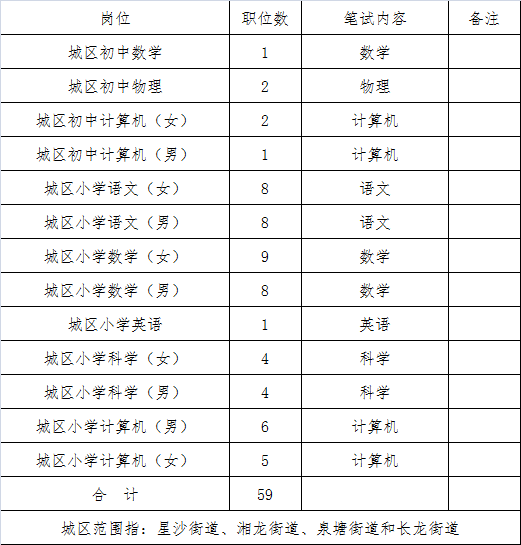 岗位 职位数 笔试内容 备注
城区初中数学 1 数学
城区初中物理 2 物理
城区初中计算机（女） 2 计算机
城区初中计算机（男） 1 计算机
城区小学语文（女） 8 语文
城区小学语文（男） 8 语文
城区小学数学（女） 9 数学
城区小学数学（男） 8 数学
城区小学英语 1 英语
城区小学科学（女） 4 科学
城区小学科学（男） 4 科学
城区小学计算机（男） 6 计算机
城区小学计算机（女） 5 计算机
合 计 59
城区范围指：星沙街道、湘龙街道、泉塘街道和长龙街道